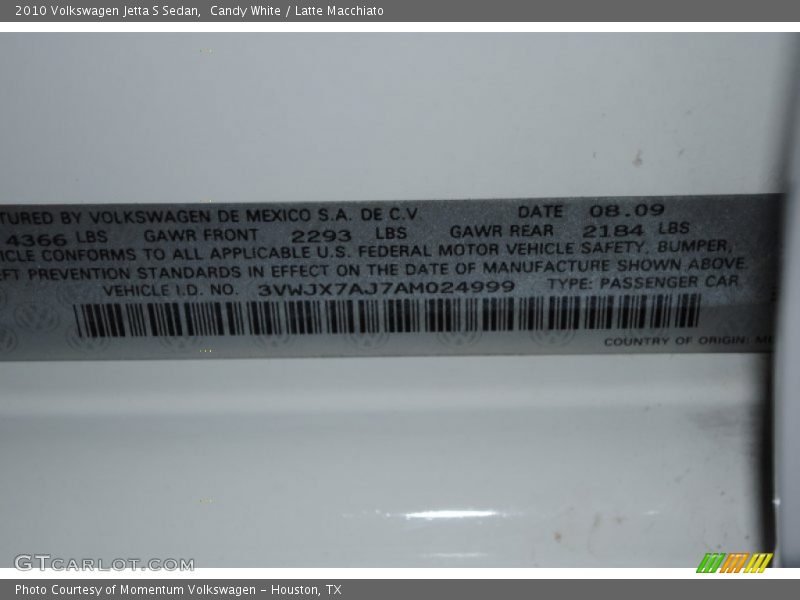 2010 Volkswagen Jetta S Sedan,  Candy White / Latte Macchiato
TURED BY VOLKSWAGEN DE MEXICO S.A. DE C.V. DATE 08.09
4366 LBS GAWR FRONT 2293 LBS GAWR REAR 2184 LBS
ICLE CONFORMS TO ALL APPLICABLE U.S. FEDERAL MOTOR VEHICLE SAFETY, BUMPER,
EFT PREVENTION STANDARDS IN EFFECT ON THE DATE OF MANUFACTURE SHOWN ABOVE.
VEHICLE I.D. NO. 3VWJX7AJ7AM024999 TYPE: PASSENGER CAR
COUNTRY OF ORIGIN: ME
GTCarLot.com
Photo Courtesy of Momentum Volkswagen - Houston, TX